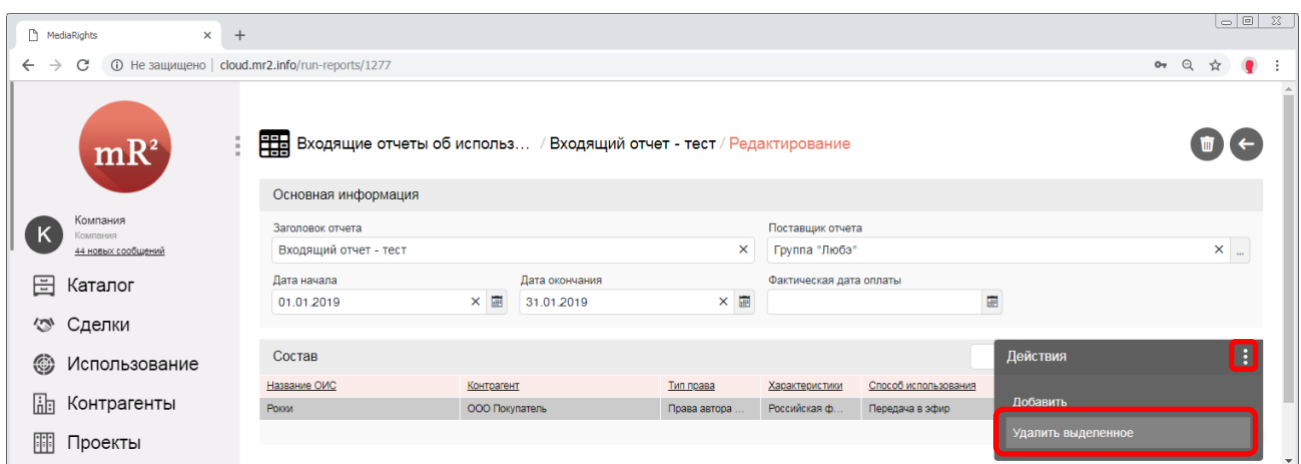 MediaRights
Не защищено | cloud.mr2.info/run-reports/1277
mR²
Входящие отчеты об использ... / Входящий отчет - тест / Редактирование
Основная информация
К
Компания
Компания
44 новых сообщений
Заголовок отчета
Поставщик отчета
Входящий отчет - тест
Группа "Любэ"
...
Каталог
Дата начала
Дата окончания
Фактическая дата оплаты
01.01.2019
31.01.2019
Сделки
Состав
Действия
Использование
Название ОИС
Контрагент
Тип права
Характеристики
Способ использования
Контрагенты
Рокки
ООО Покупатель
Права автора ...
Российская ф...
Передача в эфир
Добавить
Удалить выделенное
Проекты